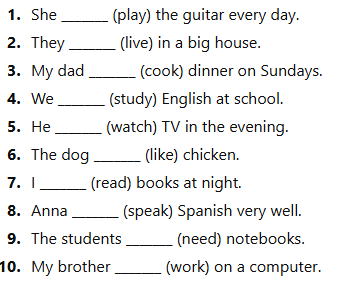 1. She ______ (play) the guitar every day.
2. They ______ (live) in a big house.
3. My dad ______ (cook) dinner on Sundays.
4. We ______ (study) English at school.
5. He ______ (watch) TV in the evening.
6. The dog ______ (like) chicken.
7. I ______ (read) books at night.
8. Anna ______ (speak) Spanish very well.
9. The students ______ (need) notebooks.
10. My brother ______ (work) on a computer.